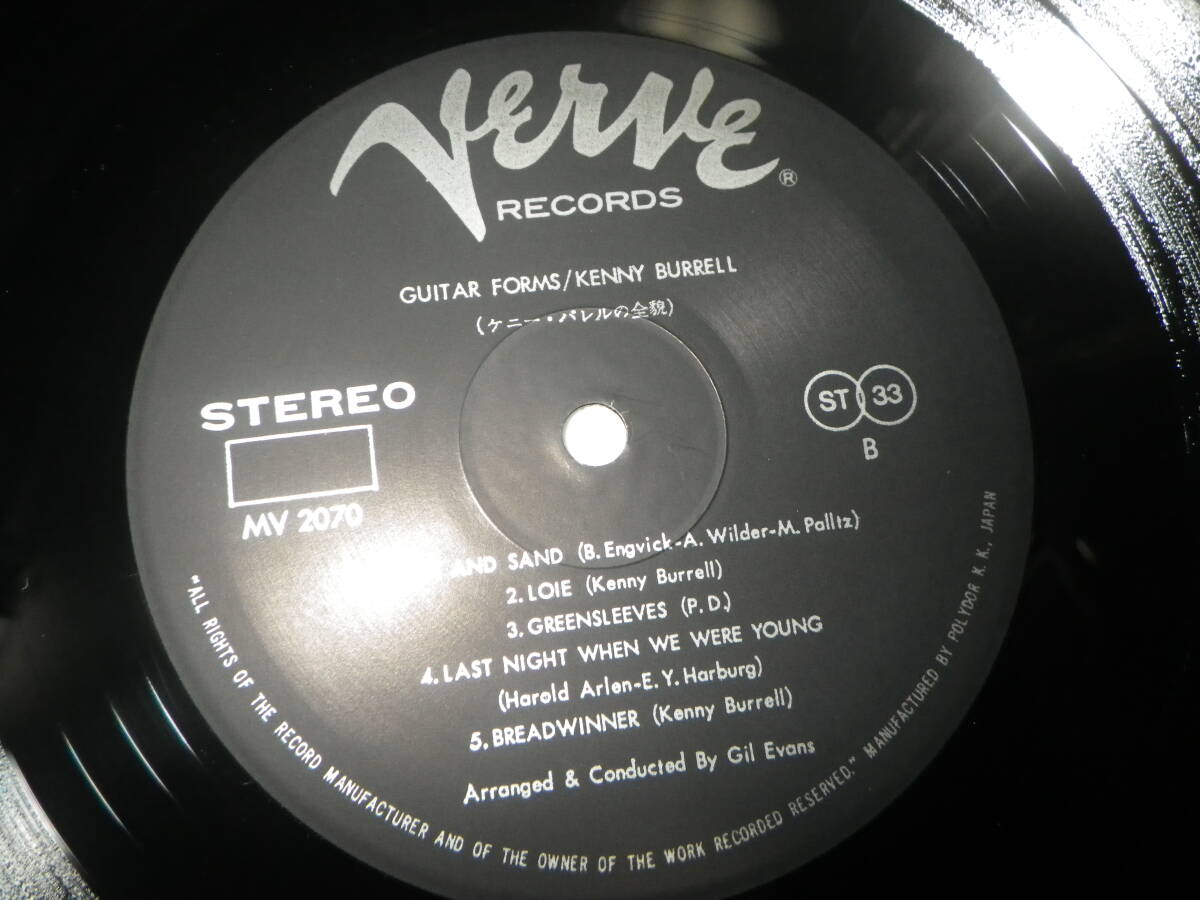 Verve®
RECORDS
GUITAR FORMS/KENNY BURRELL
(ケニー・バレルの全貌)
STEREO
ST 33
B
MV 2070
AND SAND (B. Engvick-A. Wilder-M. Palltz)
2. LOIE (Kenny Burrell)
3. GREENSLEEVES (P. D.)
4. LAST NIGHT WHEN WE WERE YOUNG
(Harold Arlen-E. Y. Harburg)
5. BREADWINNER (Kenny Burrell)
Arranged & Conducted By Gil Evans
"ALL RIGHTS OF THE RECORD MANUFACTURER AND OF THE OWNER OF THE WORK RECORDED RESERVED." MANUFACTURED BY POLYDOR K. K., JAPAN